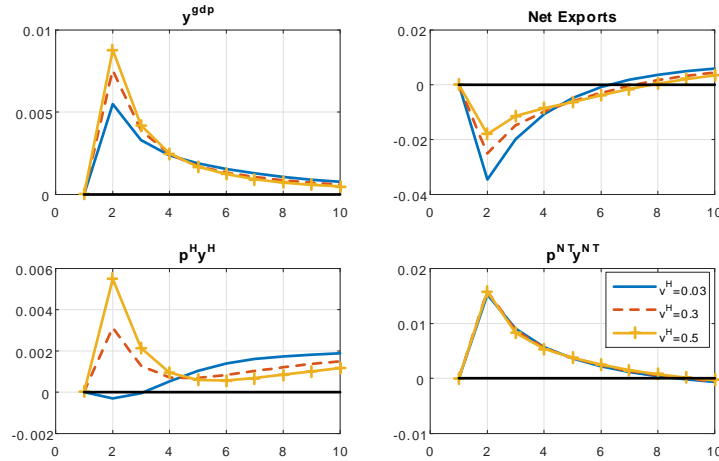 y^gdp
0.01
0.005
0
0 2 4 6 8 10
Net Exports
0.02
0
-0.02
-0.04
0 2 4 6 8 10
p^H y^H
0.006
0.004
0.002
0
-0.002
0 2 4 6 8 10
p^NT y^NT
0.02
0.01
0
-0.01
0 2 4 6 8 10
v^H=0.03
v^H=0.3
v^H=0.5